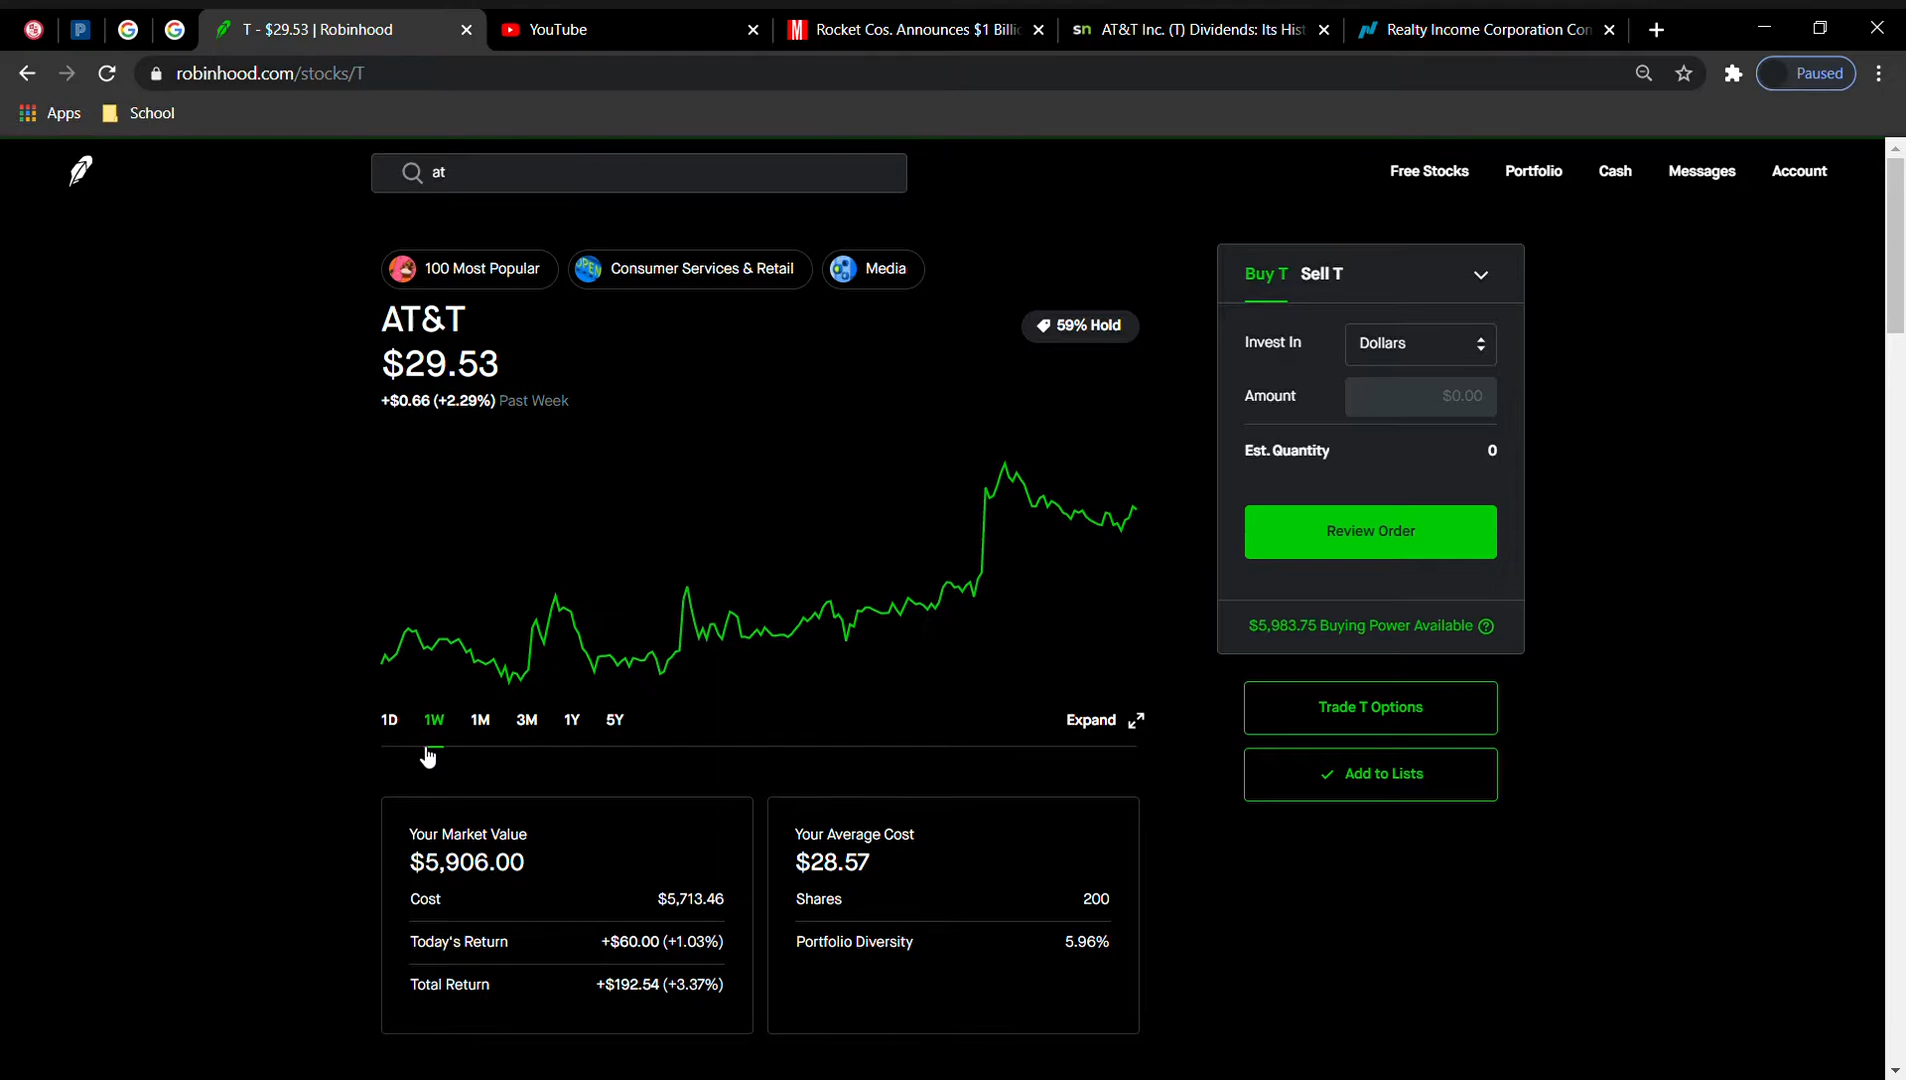 T - $29.53 | Robinhood
YouTube
Rocket Cos. Announces $1 Billi
AT&T Inc. (T) Dividends: Its Hist
Realty Income Corporation Con
robinhood.com/stocks/T
Paused
Apps
School
at
Free Stocks
Portfolio
Cash
Messages
Account
100 Most Popular
OPEN
Consumer Services & Retail
Media
AT&T
59% Hold
$29.53
+$0.66 (+2.29%) Past Week
1D
1W
1M
3M
1Y
5Y
Expand
Buy T
Sell T
Invest In
Dollars
Amount
$0.00
Est. Quantity
0
Review Order
$5,983.75 Buying Power Available
Trade T Options
Add to Lists
Your Market Value
$5,906.00
Cost
$5,713.46
Today's Return
+$60.00 (+1.03%)
Total Return
+$192.54 (+3.37%)
Your Average Cost
$28.57
Shares
200
Portfolio Diversity
5.96%